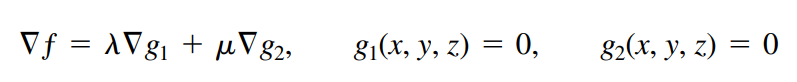 ∇f = λ∇g₁ + μ∇g₂, g₁(x, y, z) = 0, g₂(x, y, z) = 0